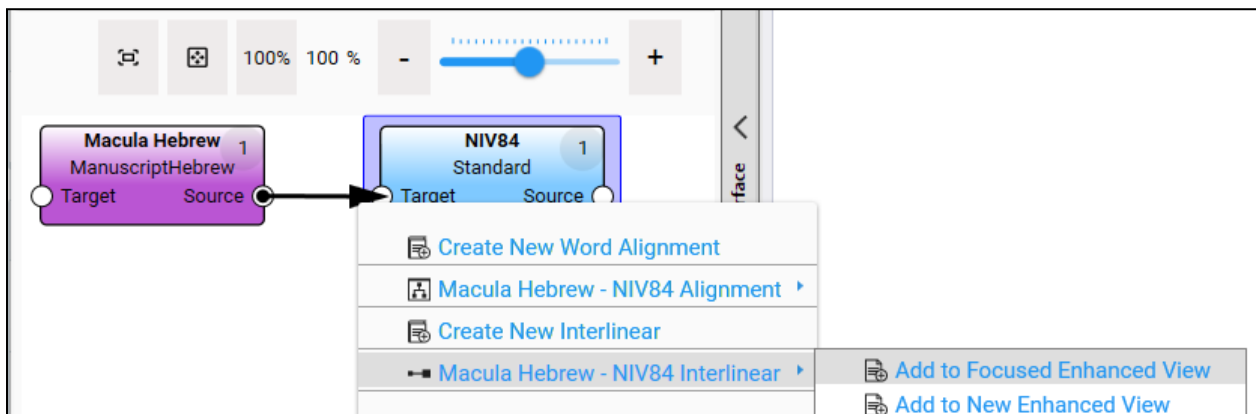 100% 100 % - +
Macula Hebrew 1
ManuscriptHebrew
Target Source
NIV84 1
Standard
Target Source
Create New Word Alignment
Macula Hebrew - NIV84 Alignment
Create New Interlinear
Macula Hebrew - NIV84 Interlinear
Add to Focused Enhanced View
Add to New Enhanced View
rface